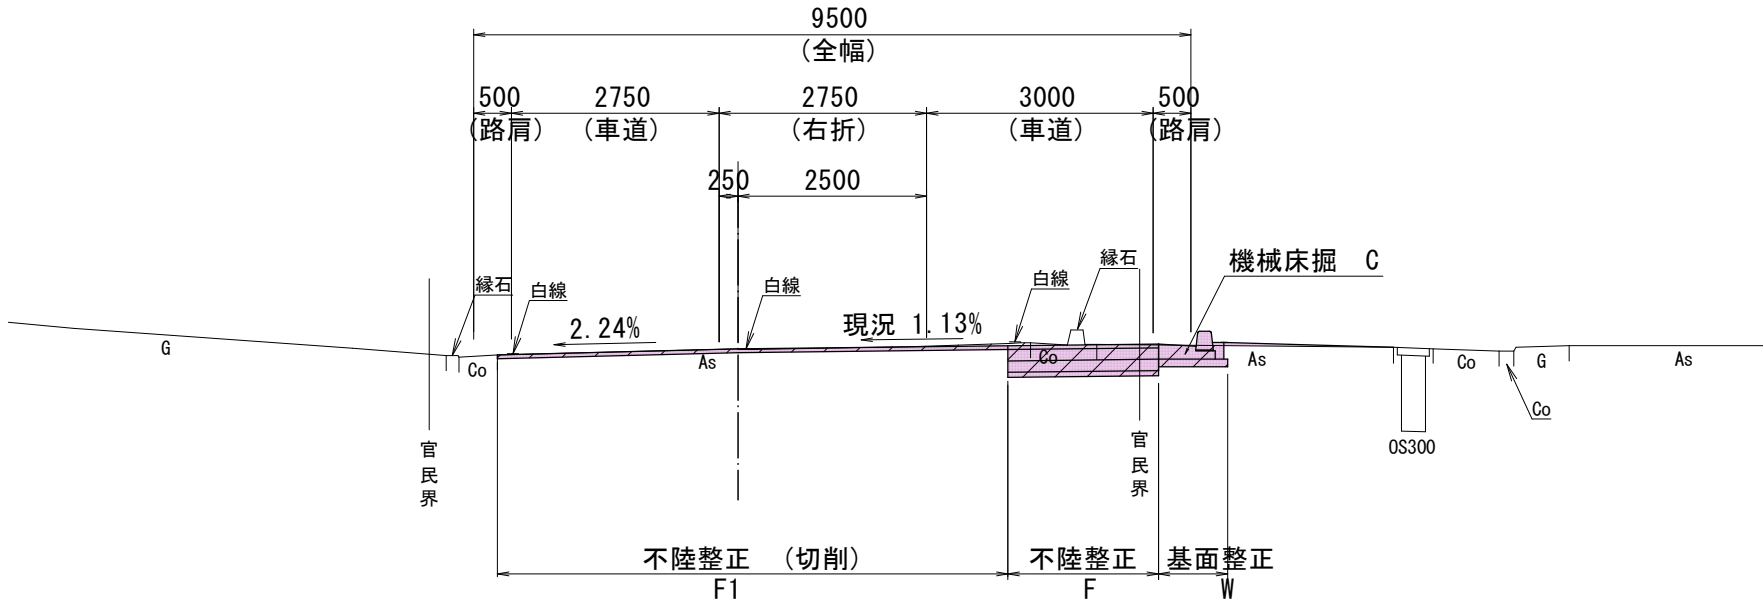 9500
(全幅)
500
2750
2750
3000
500
(路肩)
(車道)
(右折)
(車道)
(路肩)
250
2500
縁石
白線
白線
白線
縁石
機械床掘 C
2.24%
現況 1.13%
G
Co
As
Co
As
Co
G
As
Co
OS300
官民界
官民界
不陸整正 (切削)
F1
不陸整正
F
基面整正
W